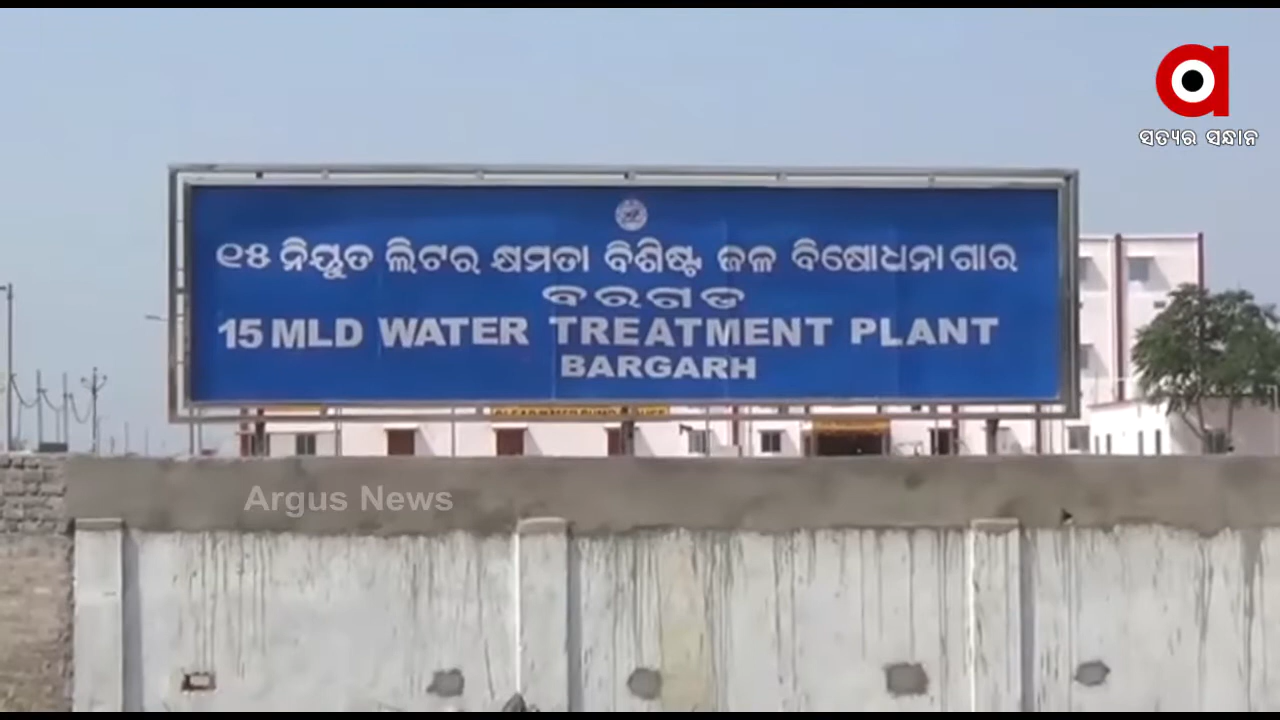 ସତ୍ୟର ସନ୍ଧାନ
୧୫ ନିୟୁତ ଲିଟର କ୍ଷମତା ବିଶିଷ୍ଟ ଜଳ ବିଷୋଧନାଗାର
ବରଗଡ
15 MLD WATER TREATMENT PLANT
BARGARH
Argus News